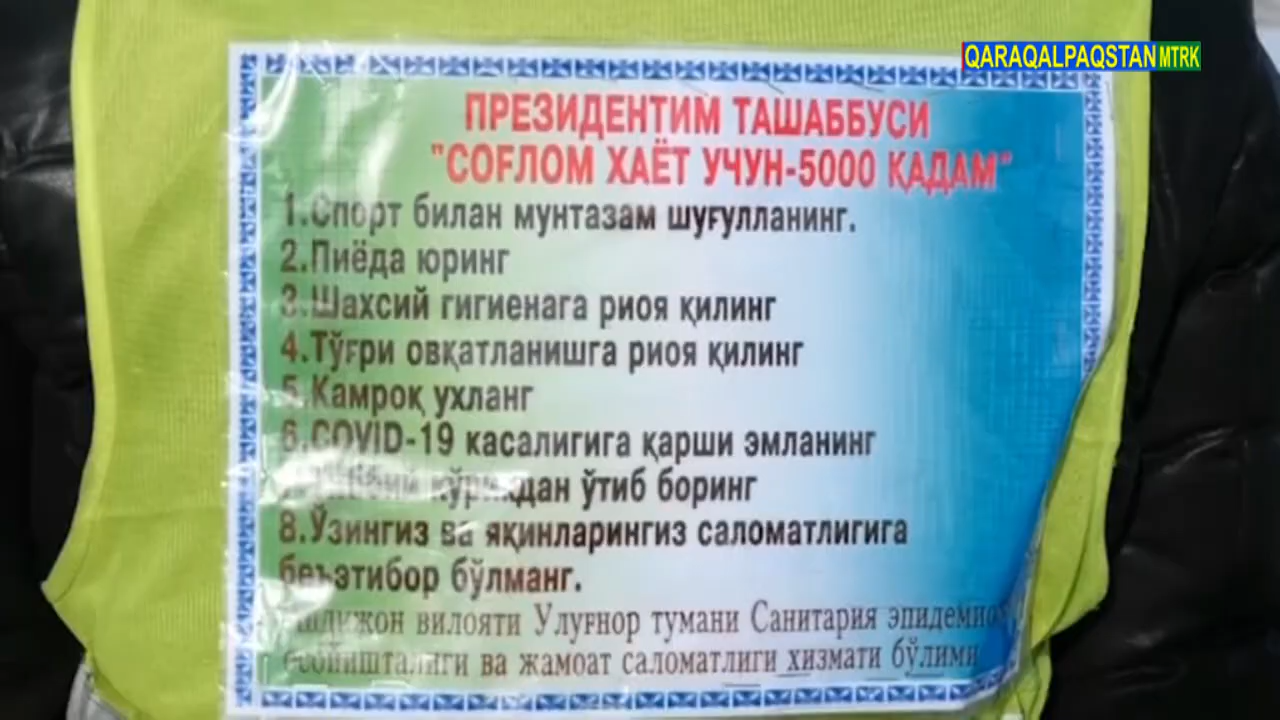 QARAQALPAQSTAN MTRK
ПРЕЗИДЕНТИМ ТАШАББУСИ
"СОҒЛОМ ХАЁТ УЧУН-5000 ҚАДАМ"
1.Спорт билан мунтазам шуғулланинг.
2.Пиёда юринг
3.Шахсий гигиенага риоя қилинг
4.Тўғри овқатланишга риоя қилинг
5.Камроқ ухланг
6.COVID-19 касалигига қарши эмланинг
кўрикдан ўтиб боринг
8.Ўзингиз ва яқинларингиз саломатлигига
беъэтибор бўлманг.
вилояти Улуғнор тумани Санитария
ва жамоат саломатлиги хизмати бўлими